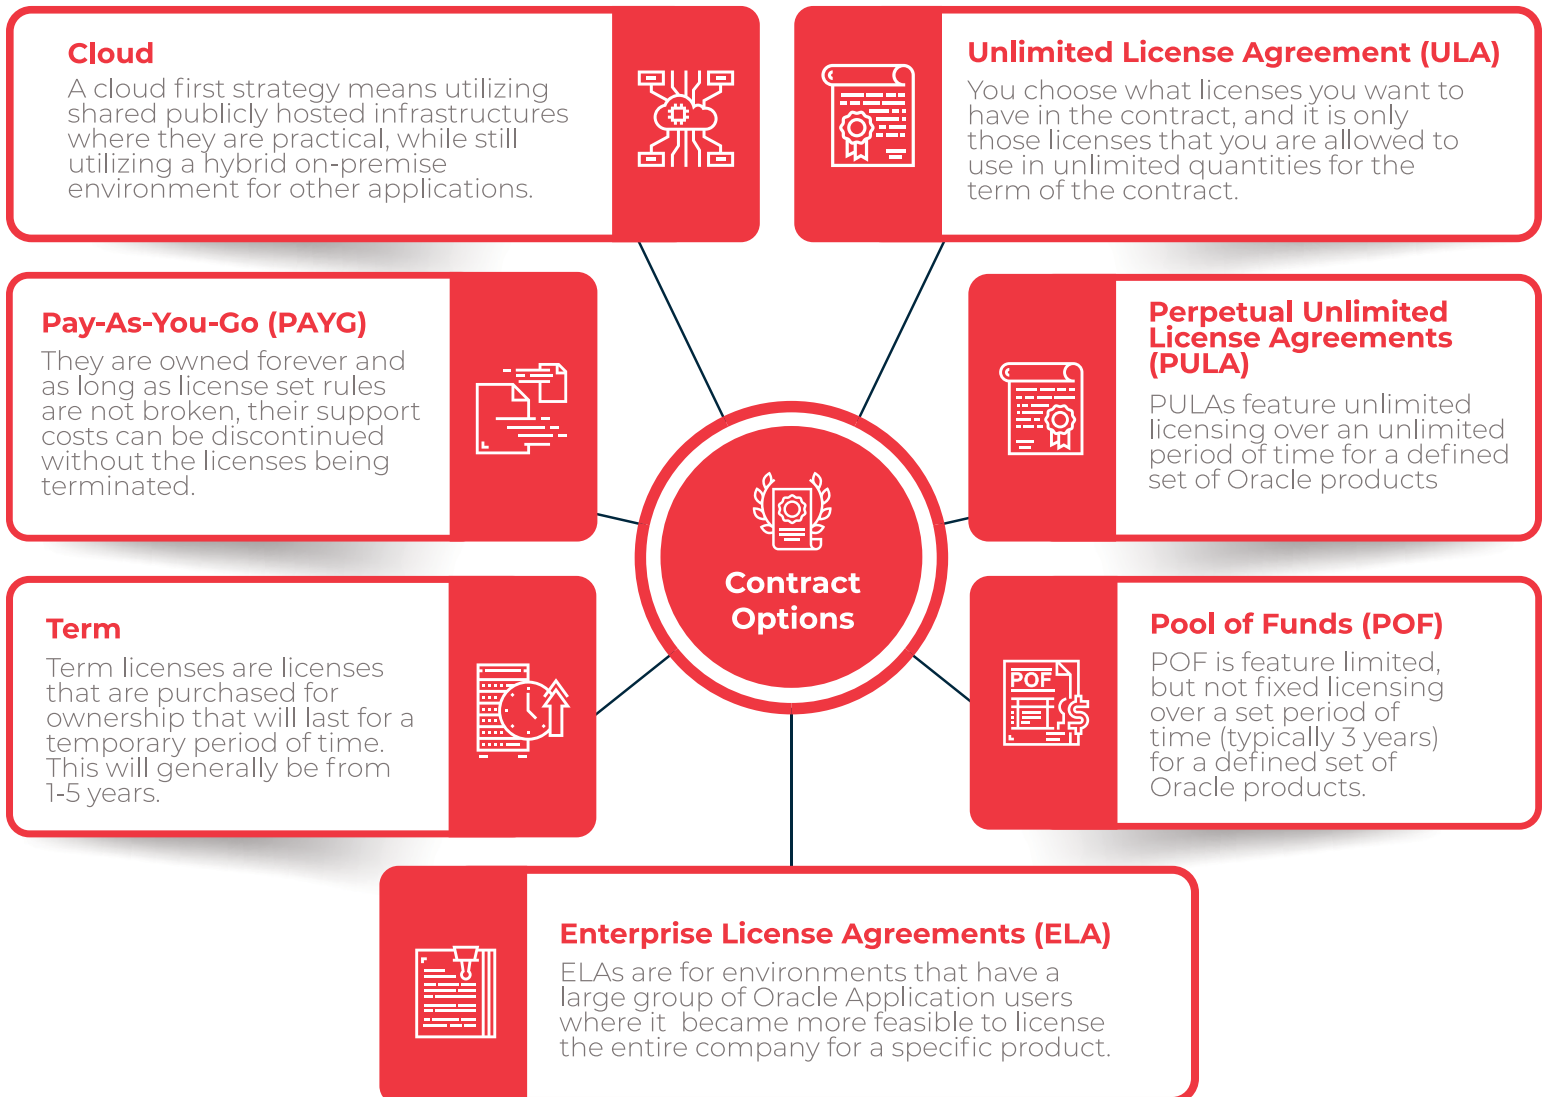 Cloud
A cloud first strategy means utilizing
shared publicly hosted infrastructures
where they are practical, while still
utilizing a hybrid on-premise
environment for other applications.
Unlimited License Agreement (ULA)
You choose what licenses you want to
have in the contract, and it is only
those licenses that you are allowed to
use in unlimited quantities for the
term of the contract.
Pay-As-You-Go (PAYG)
They are owned forever and
as long as license set rules
are not broken, their support
costs can be discontinued
without the licenses being
terminated.
Perpetual Unlimited
License Agreements
(PULA)
PULAs feature unlimited
licensing over an unlimited
period of time for a defined
set of Oracle products
Contract
Options
Term
Term licenses are licenses
that are purchased for
ownership that will last for a
temporary period of time.
This will generally be from
1-5 years.
POF
$
Pool of Funds (POF)
POF is feature limited,
but not fixed licensing
over a set period of
time (typically 3 years)
for a defined set of
Oracle products.
Enterprise License Agreements (ELA)
ELAs are for environments that have a
large group of Oracle Application users
where it became more feasible to license
the entire company for a specific product.